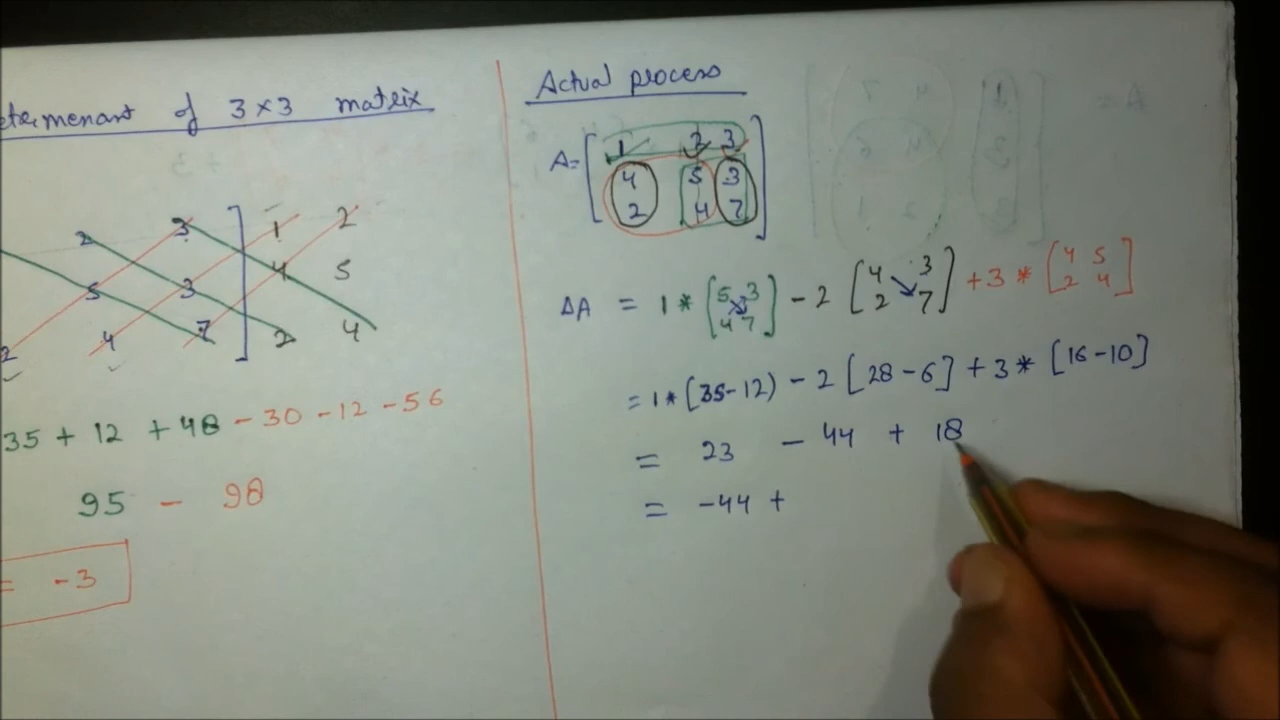 etermenant of 3×3 matrix
2 3 ] 1 2
5 3 4 5
2 4 7 2 4
35 + 12 + 48 - 30 - 12 - 56
95 - 98
= -3
Actual process
A = [ 1 2 3
4 5 3
2 4 7 ]
ΔA = 1 * [ 5 3 - 2 [ 4 3 ] + 3 * [ 4 5
4 7 ] 2 7 2 4 ]
= 1 * (35-12) - 2 [28-6] + 3 * [16-10]
= 23 - 44 + 18
= -44 +